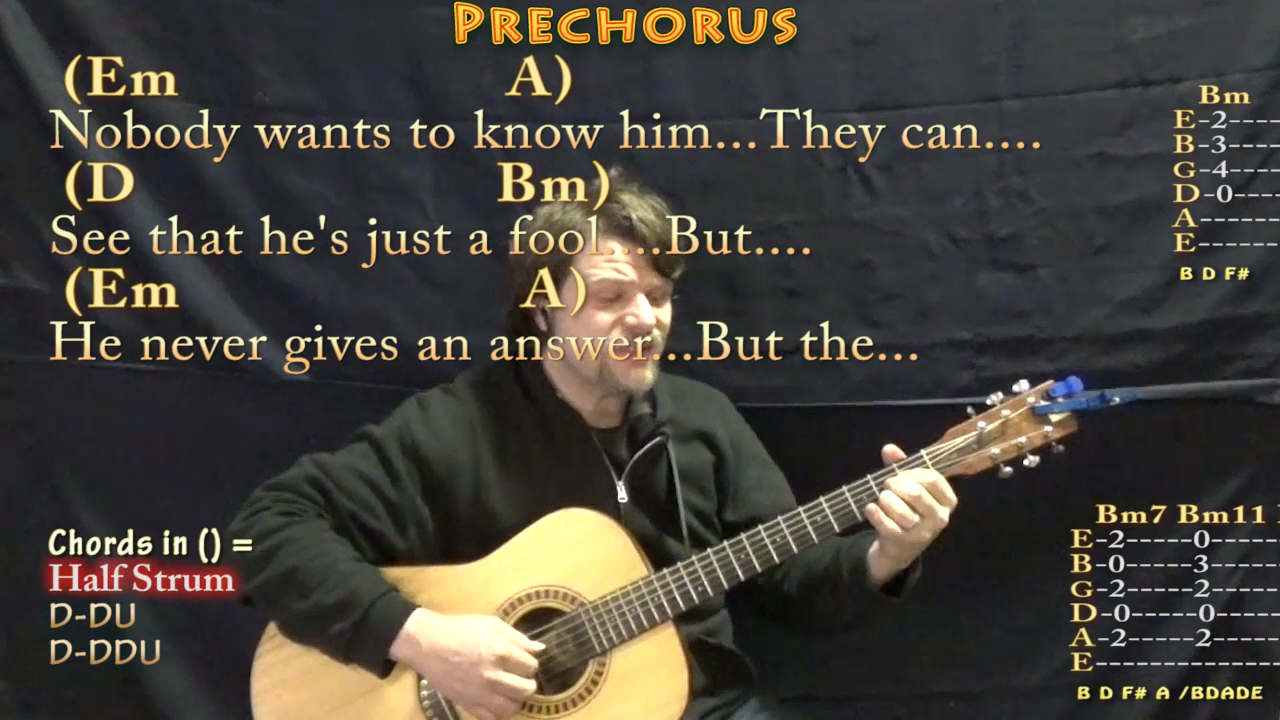 PRECHORUS
(Em A)
Nobody wants to know him...They can....
(D Bm)
See that he's just a fool....But....
(Em A)
He never gives an answer...But the...
Chords in () =
Half Strum
D-DU
D-DDU
Bm
E-2----
B-3----
G-4----
D-0----
A------
E------
B D F#
Bm7 Bm11
E-2-----0----
B-0-----3----
G-2-----2----
D-0-----0----
A-2-----2----
E-------------
B D F# A /BDADE